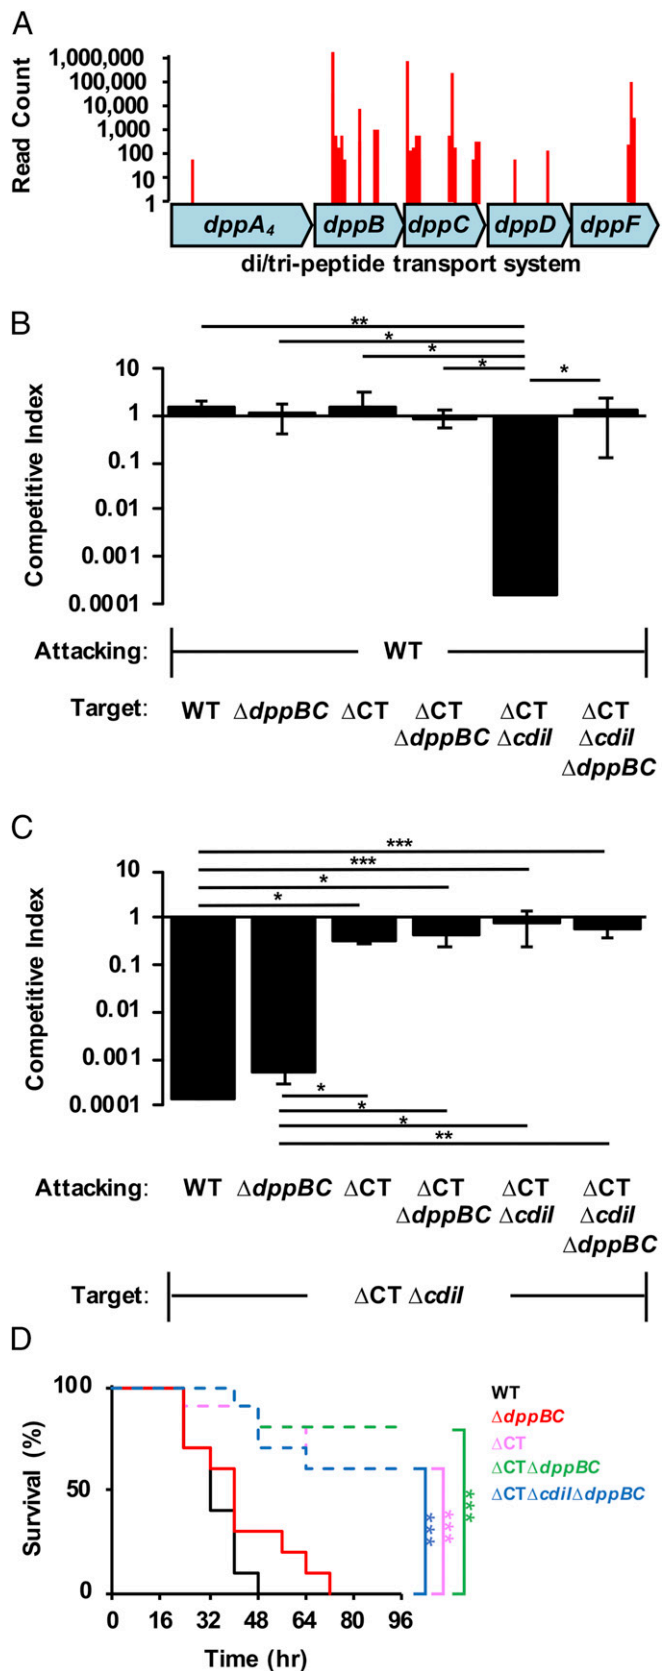 A
Read Count
1,000,000
100,000
10,000
1,000
100
10
1
dppA4 dppB dppC dppD dppF
di/tri-peptide transport system
B
Competitive Index
**
*
*
*
*
10
1
0.1
0.01
0.001
0.0001
Attacking: WT
Target: WT ΔdppBC ΔCT ΔCT ΔCT ΔCT
ΔdppBC ΔcdiI ΔcdiI
ΔdppBC
C
Competitive Index
***
***
*
*
10
1
0.1
0.01
0.001
0.0001
*
*
*
**
Attacking: WT ΔdppBC ΔCT ΔCT ΔCT ΔCT
ΔdppBC ΔcdiI ΔcdiI
ΔdppBC
Target: ΔCT ΔcdiI
D
Survival (%)
100
50
0
0 16 32 48 64 80 96
Time (hr)
WT
ΔdppBC
ΔCT
ΔCTΔdppBC
ΔCTΔcdiIΔdppBC
***
***
***